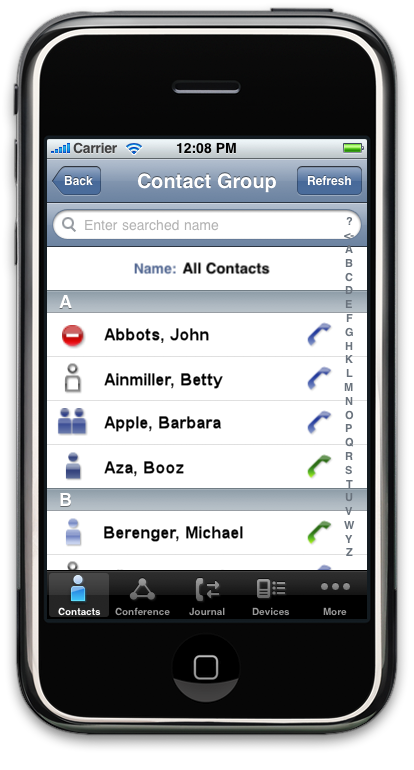 Carrier 12:08 PM
Back Contact Group Refresh
Enter searched name
Name: All Contacts
A
Abbots, John
Ainmiller, Betty
Apple, Barbara
Aza, Booz
B
Berenger, Michael
?
<-
A
B
C
D
E
F
G
H
K
L
M
N
O
P
Q
R
S
T
U
V
W
Y
Z
Contacts Conference Journal Devices More